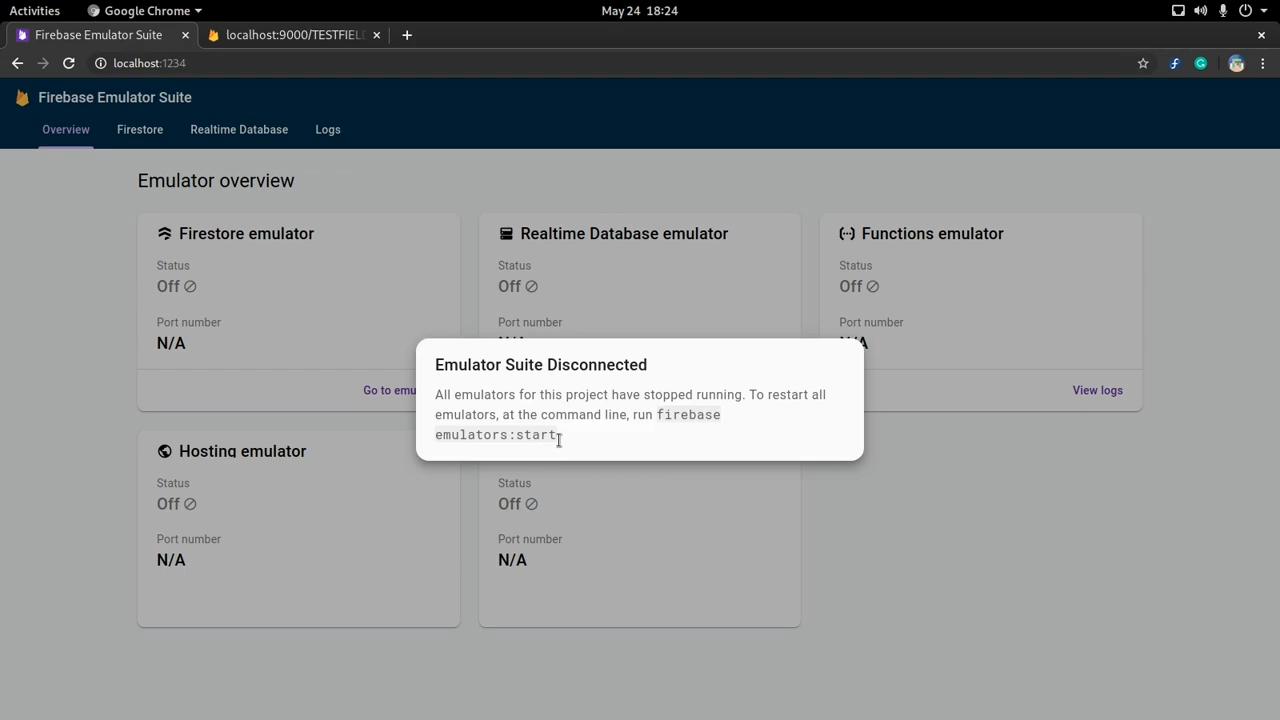 Activities
Google Chrome
May 24 18:24
Firebase Emulator Suite
localhost:9000/TESTFIEL
localhost:1234
Firebase Emulator Suite
Overview
Firestore
Realtime Database
Logs
Emulator overview
Firestore emulator
Status
Off
Port number
N/A
Realtime Database emulator
Status
Off
Port number
Functions emulator
Status
Off
Port number
N/A
View logs
Go to emu
Emulator Suite Disconnected
All emulators for this project have stopped running. To restart all
emulators, at the command line, run firebase
emulators:start.
Hosting emulator
Status
Off
Port number
N/A
Off
Port number
N/A